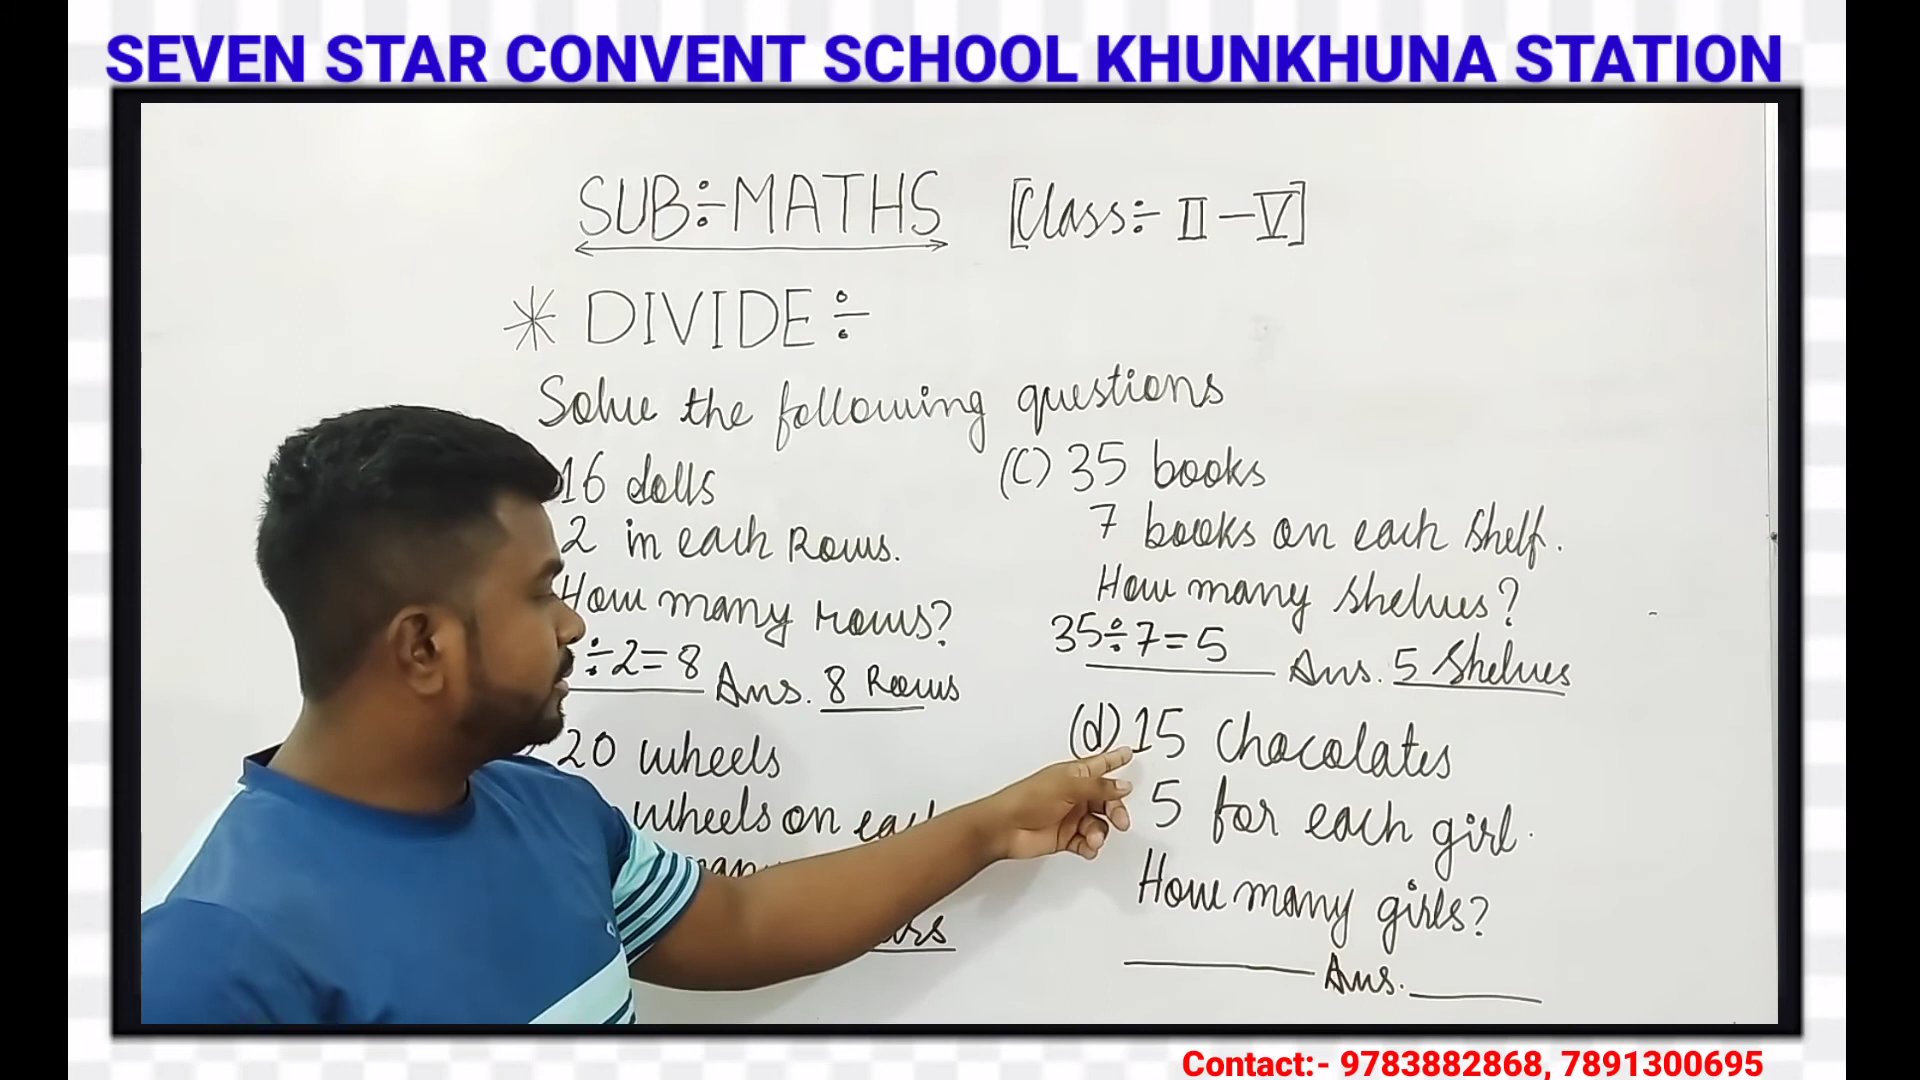 SEVEN STAR CONVENT SCHOOL KHUNKHUNA STATION
SUB÷MATHS [Class÷ II-V]
* DIVIDE÷
Solve the following questions
16 dolls
2 in each Rows.
How many rows?
÷2=8 Ans. 8 Rows
20 wheels
wheels on
(C) 35 books
7 books on each Shelf.
How many Shelves?
35÷7=5 Ans. 5 Shelves
(d) 15 Chocolates
5 for each girl.
How many girls?
Ans.
Contact:- 9783882868, 7891300695